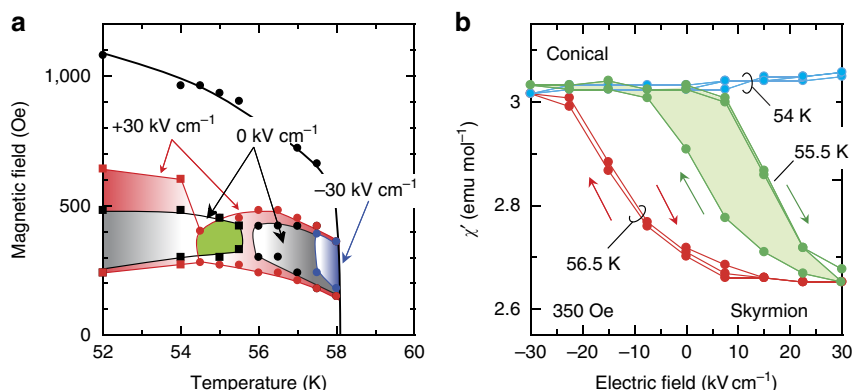 a
Magnetic field (Oe)
1,000
500
0
52
54
56
58
60
Temperature (K)
+30 kV cm⁻¹
0 kV cm⁻¹
−30 kV cm⁻¹
b
χ′ (emu mol⁻¹)
3.0
2.8
2.6
−30
−20
−10
0
10
20
30
Electric field (kV cm⁻¹)
Conical
54 K
55.5 K
56.5 K
350 Oe
Skyrmion